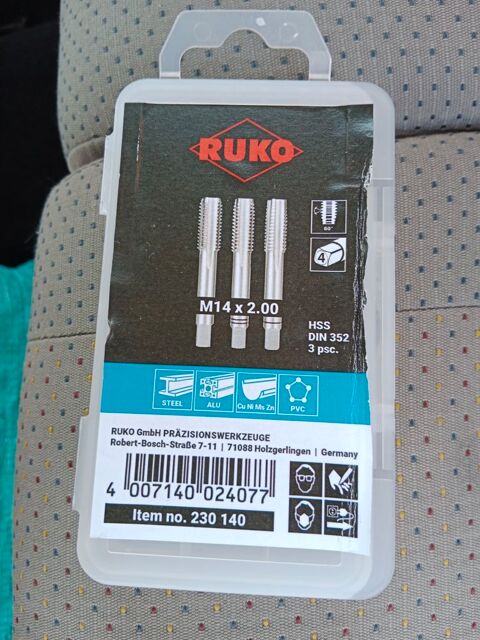 RUKO
60°
4
M14 x 2.00
HSS
DIN 352
3 psc.
STEEL
ALU
Cu Ni Ms Zn
PVC
RUKO GmbH PRÄZISIONSWERKZEUGE
Robert-Bosch-Straße 7-11 | 71088 Holzgerlingen | Germany
4 007140 024077
Item no. 230 140